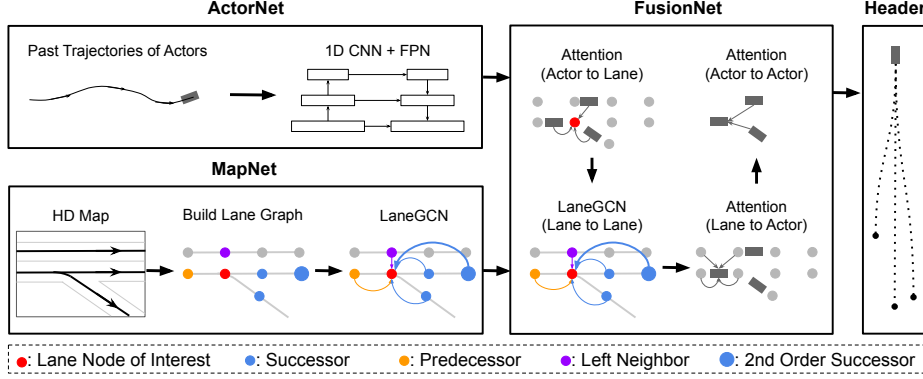 ActorNet
Past Trajectories of Actors
1D CNN + FPN
MapNet
HD Map
Build Lane Graph
LaneGCN
FusionNet
Attention
(Actor to Lane)
Attention
(Actor to Actor)
LaneGCN
(Lane to Lane)
Attention
(Lane to Actor)
Header
: Lane Node of Interest
: Successor
: Predecessor
: Left Neighbor
: 2nd Order Successor